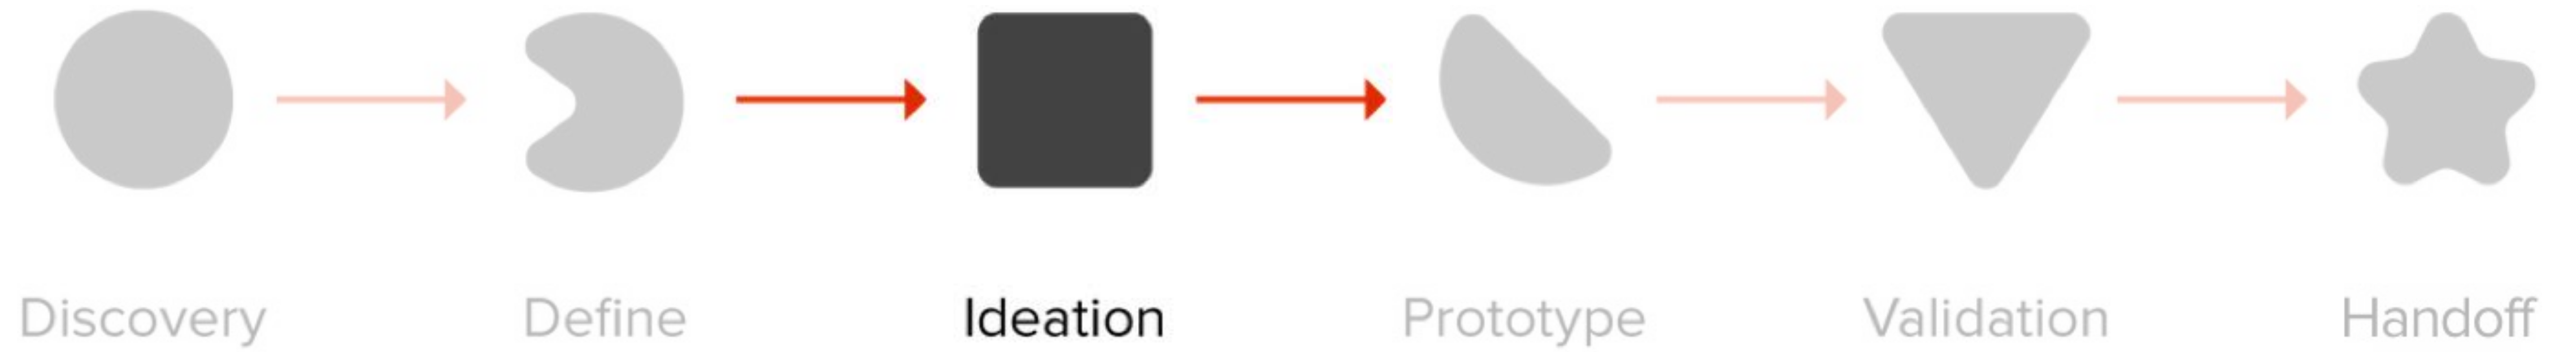 Discovery
Define
Ideation
Prototype
Validation
Handoff